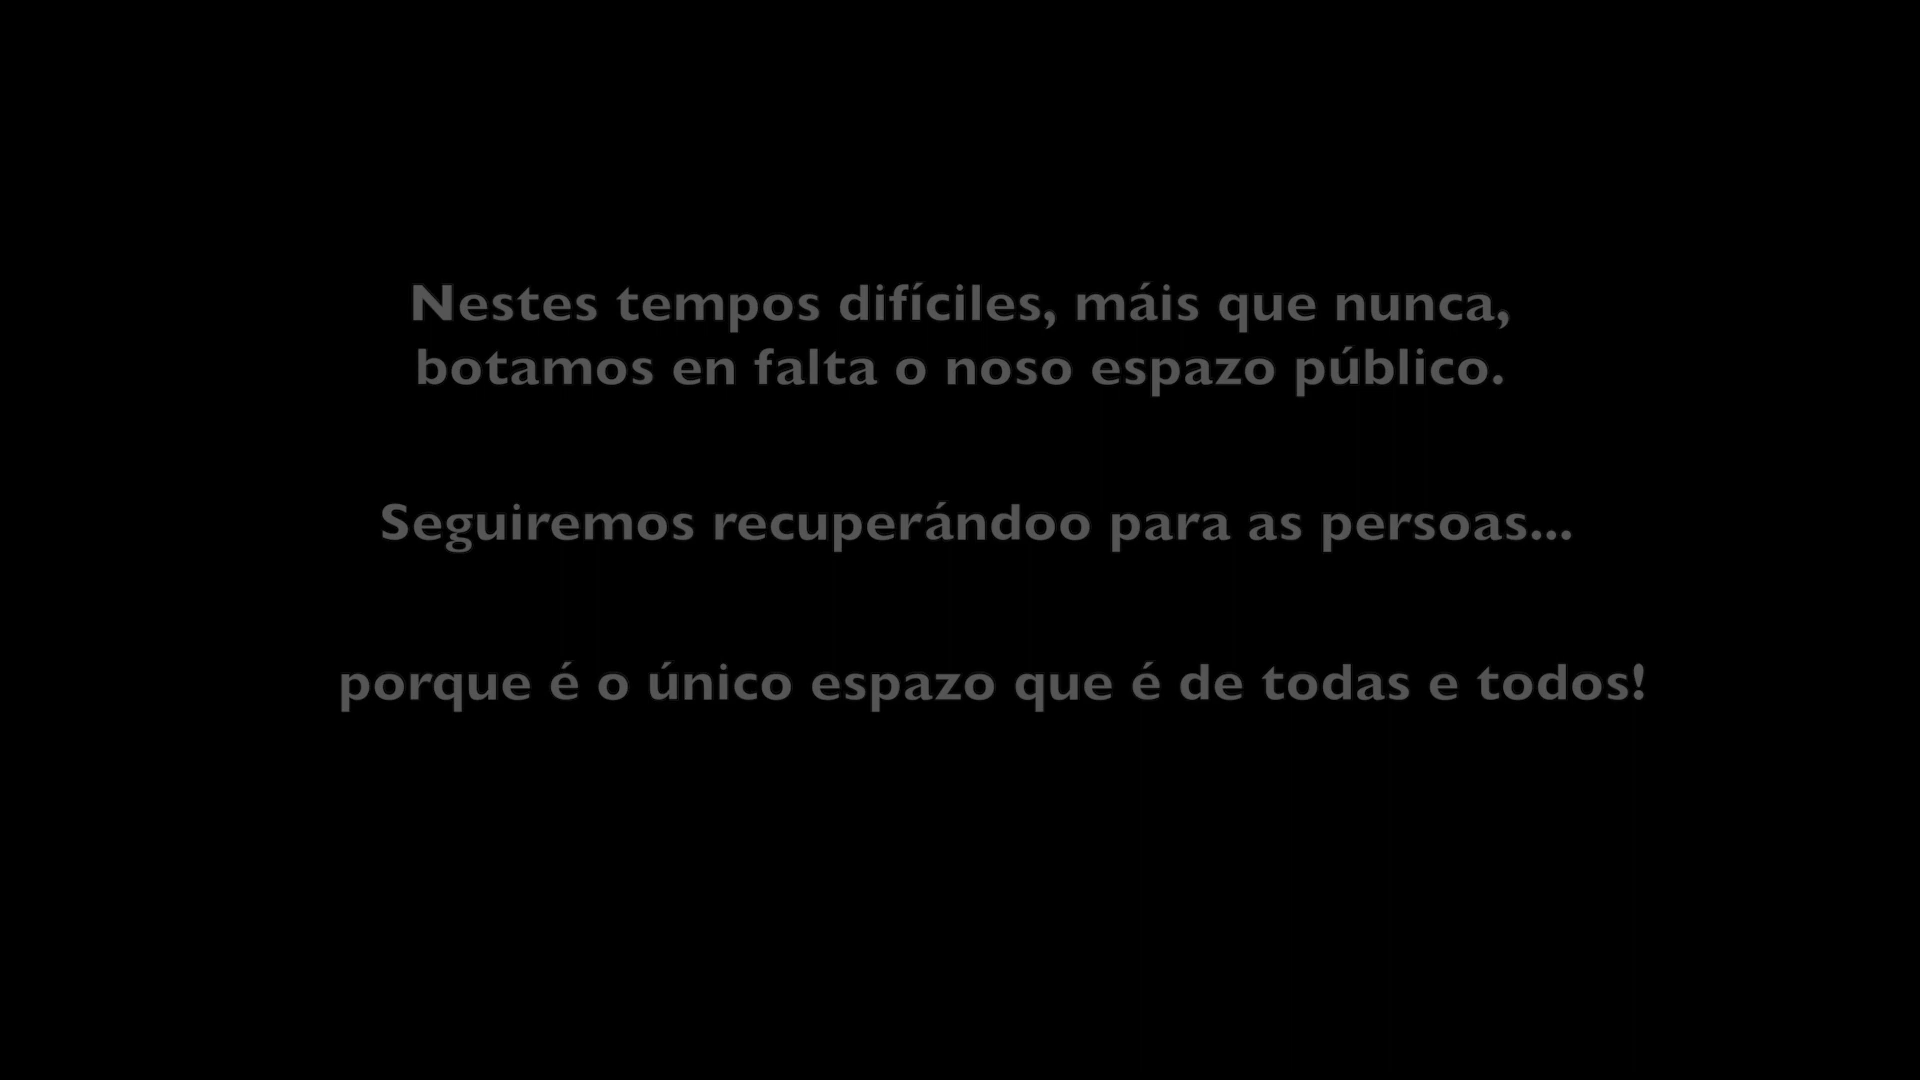 Nestes tempos difíciles, máis que nunca,
botamos en falta o noso espazo público.
Seguiremos recuperándoo para as persoas...
porque é o único espazo que é de todas e todos!